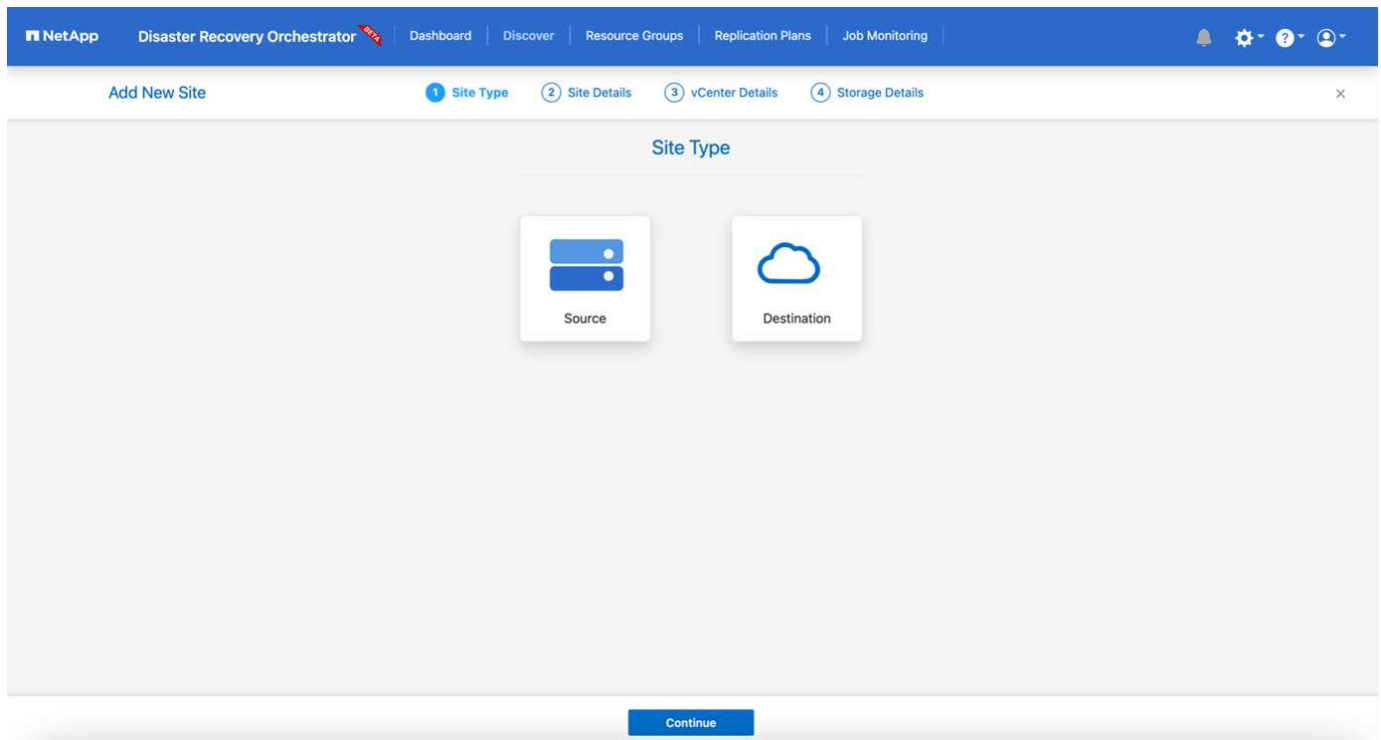 NetApp Disaster Recovery Orchestrator BETA Dashboard Discover Resource Groups Replication Plans Job Monitoring ?
Add New Site 1 Site Type 2 Site Details 3 vCenter Details 4 Storage Details ×
Site Type
Source Destination
Continue